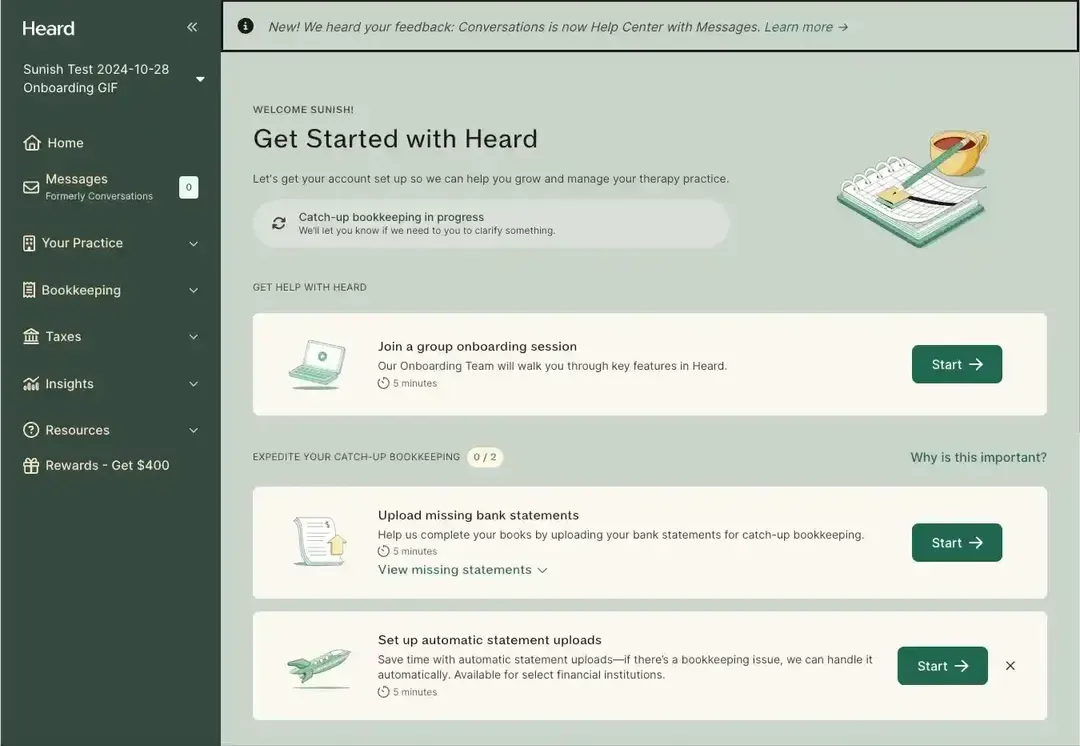 Heard
Sunish Test 2024-10-28
Onboarding GIF
Home
Messages
Formerly Conversations
0
Your Practice
Bookkeeping
Taxes
Insights
Resources
Rewards - Get $400
New! We heard your feedback: Conversations is now Help Center with Messages. Learn more →
WELCOME SUNISH!
Get Started with Heard
Let's get your account set up so we can help you grow and manage your therapy practice.
Catch-up bookkeeping in progress
We'll let you know if we need to you to clarify something.
GET HELP WITH HEARD
Join a group onboarding session
Our Onboarding Team will walk you through key features in Heard.
5 minutes
Start →
EXPEDITE YOUR CATCH-UP BOOKKEEPING 0 / 2
Why is this important?
Upload missing bank statements
Help us complete your books by uploading your bank statements for catch-up bookkeeping.
5 minutes
View missing statements
Start →
Set up automatic statement uploads
Save time with automatic statement uploads—if there's a bookkeeping issue, we can handle it
automatically. Available for select financial institutions.
5 minutes
Start →